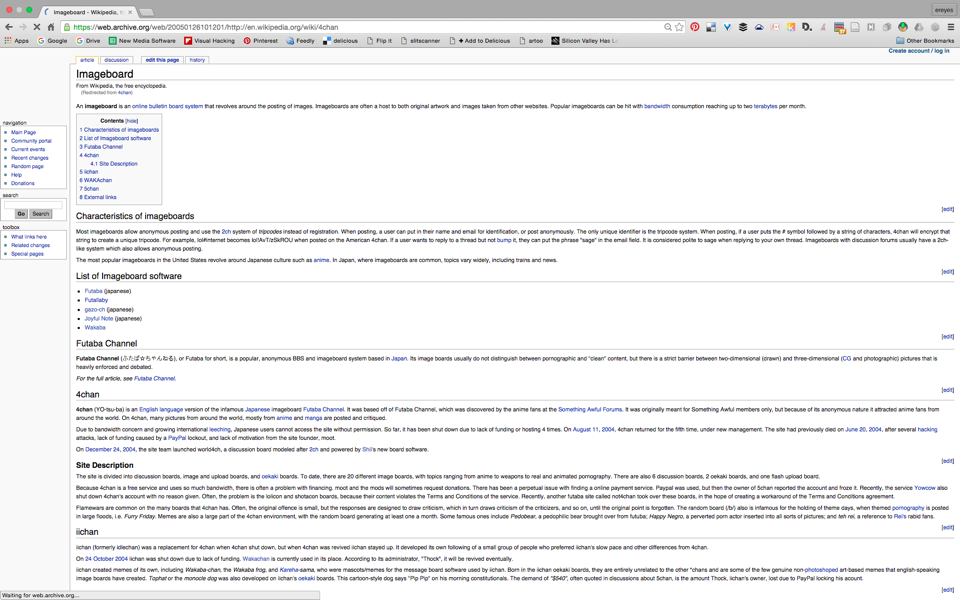 Imageboard - Wikipedia, t
ereyes
https://web.archive.org/web/20050126101201/http://en.wikipedia.org/wiki/4chan
Apps Google Drive New Media Software Visual Hacking Pinterest Feedly delicious Flip it slitscanner + Add to Delicious artoo Silicon Valley Has Lo Other Bookmarks
Create account / log in
article discussion edit this page history
Imageboard
From Wikipedia, the free encyclopedia.
(Redirected from 4chan)
An imageboard is an online bulletin board system that revolves around the posting of images. Imageboards are often a host to both original artwork and images taken from other websites. Popular imageboards can be hit with bandwidth consumption reaching up to two terabytes per month.
Contents [hide]
1 Characteristics of imageboards
2 List of Imageboard software
3 Futaba Channel
4 4chan
4.1 Site Description
5 iichan
6 WAKAchan
7 5chan
8 External links
navigation
Main Page
Community portal
Current events
Recent changes
Random page
Help
Donations
search
Go Search
toolbox
What links here
Related changes
Special pages
[edit]
Characteristics of imageboards
Most imageboards allow anonymous posting and use the 2ch system of tripcodes instead of registration. When posting, a user can put in their name and email for identification, or post anonymously. The only unique identifier is the tripcode system. When posting, if a user puts the # symbol followed by a string of characters, 4chan will encrypt that
string to create a unique tripcode. For example, lol#internet becomes lol!AvT/zSkROU when posted on the American 4chan. If a user wants to reply to a thread but not bump it, they can put the phrase "sage" in the email field. It is considered polite to sage when replying to your own thread. Imageboards with discussion forums usually have a 2ch-
like system which also allows anonymous posting.
The most popular imageboards in the United States revolve around Japanese culture such as anime. In Japan, where imageboards are common, topics vary widely, including trains and news.
[edit]
List of Imageboard software
Futaba (japanese)
Futallaby
gazo-ch (japanese)
Joyful Note (japanese)
Wakaba
[edit]
Futaba Channel
Futaba Channel (ふたば☆ちゃんねる), or Futaba for short, is a popular, anonymous BBS and imageboard system based in Japan. Its image boards usually do not distinguish between pornographic and "clean" content, but there is a strict barrier between two-dimensional (drawn) and three-dimensional (CG and photographic) pictures that is
heavily enforced and debated.
For the full article, see Futaba Channel.
[edit]
4chan
4chan (YO-tsu-ba) is an English language version of the infamous Japanese imageboard Futaba Channel. It was based off of Futaba Channel, which was discovered by the anime fans at the Something Awful Forums. It was originally meant for Something Awful members only, but because of its anonymous nature it attracted anime fans from
around the world. On 4chan, many pictures from around the world, mostly from anime and manga are posted and critiqued.
Due to bandwidth concern and growing international leeching, Japanese users cannot access the site without permission. So far, it has been shut down due to lack of funding or hosting 4 times. On August 11, 2004, 4chan returned for the fifth time, under new management. The site had previously died on June 20, 2004, after several hacking
attacks, lack of funding caused by a PayPal lockout, and lack of motivation from the site founder, moot.
On December 24, 2004, the site team launched world4ch, a discussion board modeled after 2ch and powered by Shii's new board software.
[edit]
Site Description
The site is divided into discussion boards, image and upload boards, and oekaki boards. To date, there are 20 different image boards, with topics ranging from anime to weapons to real and animated pornography. There are also 6 discussion boards, 2 oekaki boards, and one flash upload board.
Because 4chan is a free service and uses so much bandwidth, there is often a problem with financing. moot and the mods will sometimes request donations. There has been a perpetual issue with finding a online payment service. Paypal was used, but then the owner of 5chan reported the account and froze it. Recently, the service Yowcow also
shut down 4chan's account with no reason given. Often, the problem is the lolicon and shotacon boards, because their content violates the Terms and Conditions of the service. Recently, another futaba site called not4chan took over these boards, in the hope of creating a workaround of the Terms and Conditions agreement.
Flamewars are common on the many boards that 4chan has. Often, the original offence is small, but the responses are designed to draw criticism, which in turn draws criticism of the criticizers, and so on, until the original point is forgotten. The random board (/b/) also is infamous for the holding of theme days, when themed pornography is posted
in large foods, i.e. Furry Friday. Memes are also a large part of the 4chan environment, with the random board generating at least one a month. Some famous ones include Pedobear, a pedophilic bear brought over from futaba; Happy Negro, a perverted porn actor inserted into all sorts of pictures; and teh rei, a reference to Rei's rabid fans.
[edit]
iichan
iichan (formerly idlechan) was a replacement for 4chan when 4chan shut down, but when 4chan was revived iichan stayed up. It developed its own following of a small group of people who preferred iichan's slow pace and other differences from 4chan.
On 24 October 2004 iichan was shut down due to lack of funding. Wakachan is currently used in its place. According to its administrator, "Thock", it will be revived eventually.
iichan created memes of its own, including Wakaba-chan, the Wakaba frog, and Kareha-sama, who were mascots/memes for the message board software used by iichan. Born in the iichan oekaki boards, they are entirely unrelated to the other "chans and are some of the few genuine non-photoshoped art-based memes that english-speaking
image boards have created. Tophat or the monocle dog was also developed on iichan's oekaki boards. This cartoon-style dog says "Pip Pip" on his morning constitutionals. The demand of "$540", often quoted in discussions about 5chan, is the amount Thock, iichan's owner, lost due to PayPal locking his account.
[edit]
Waiting for web.archive.org...